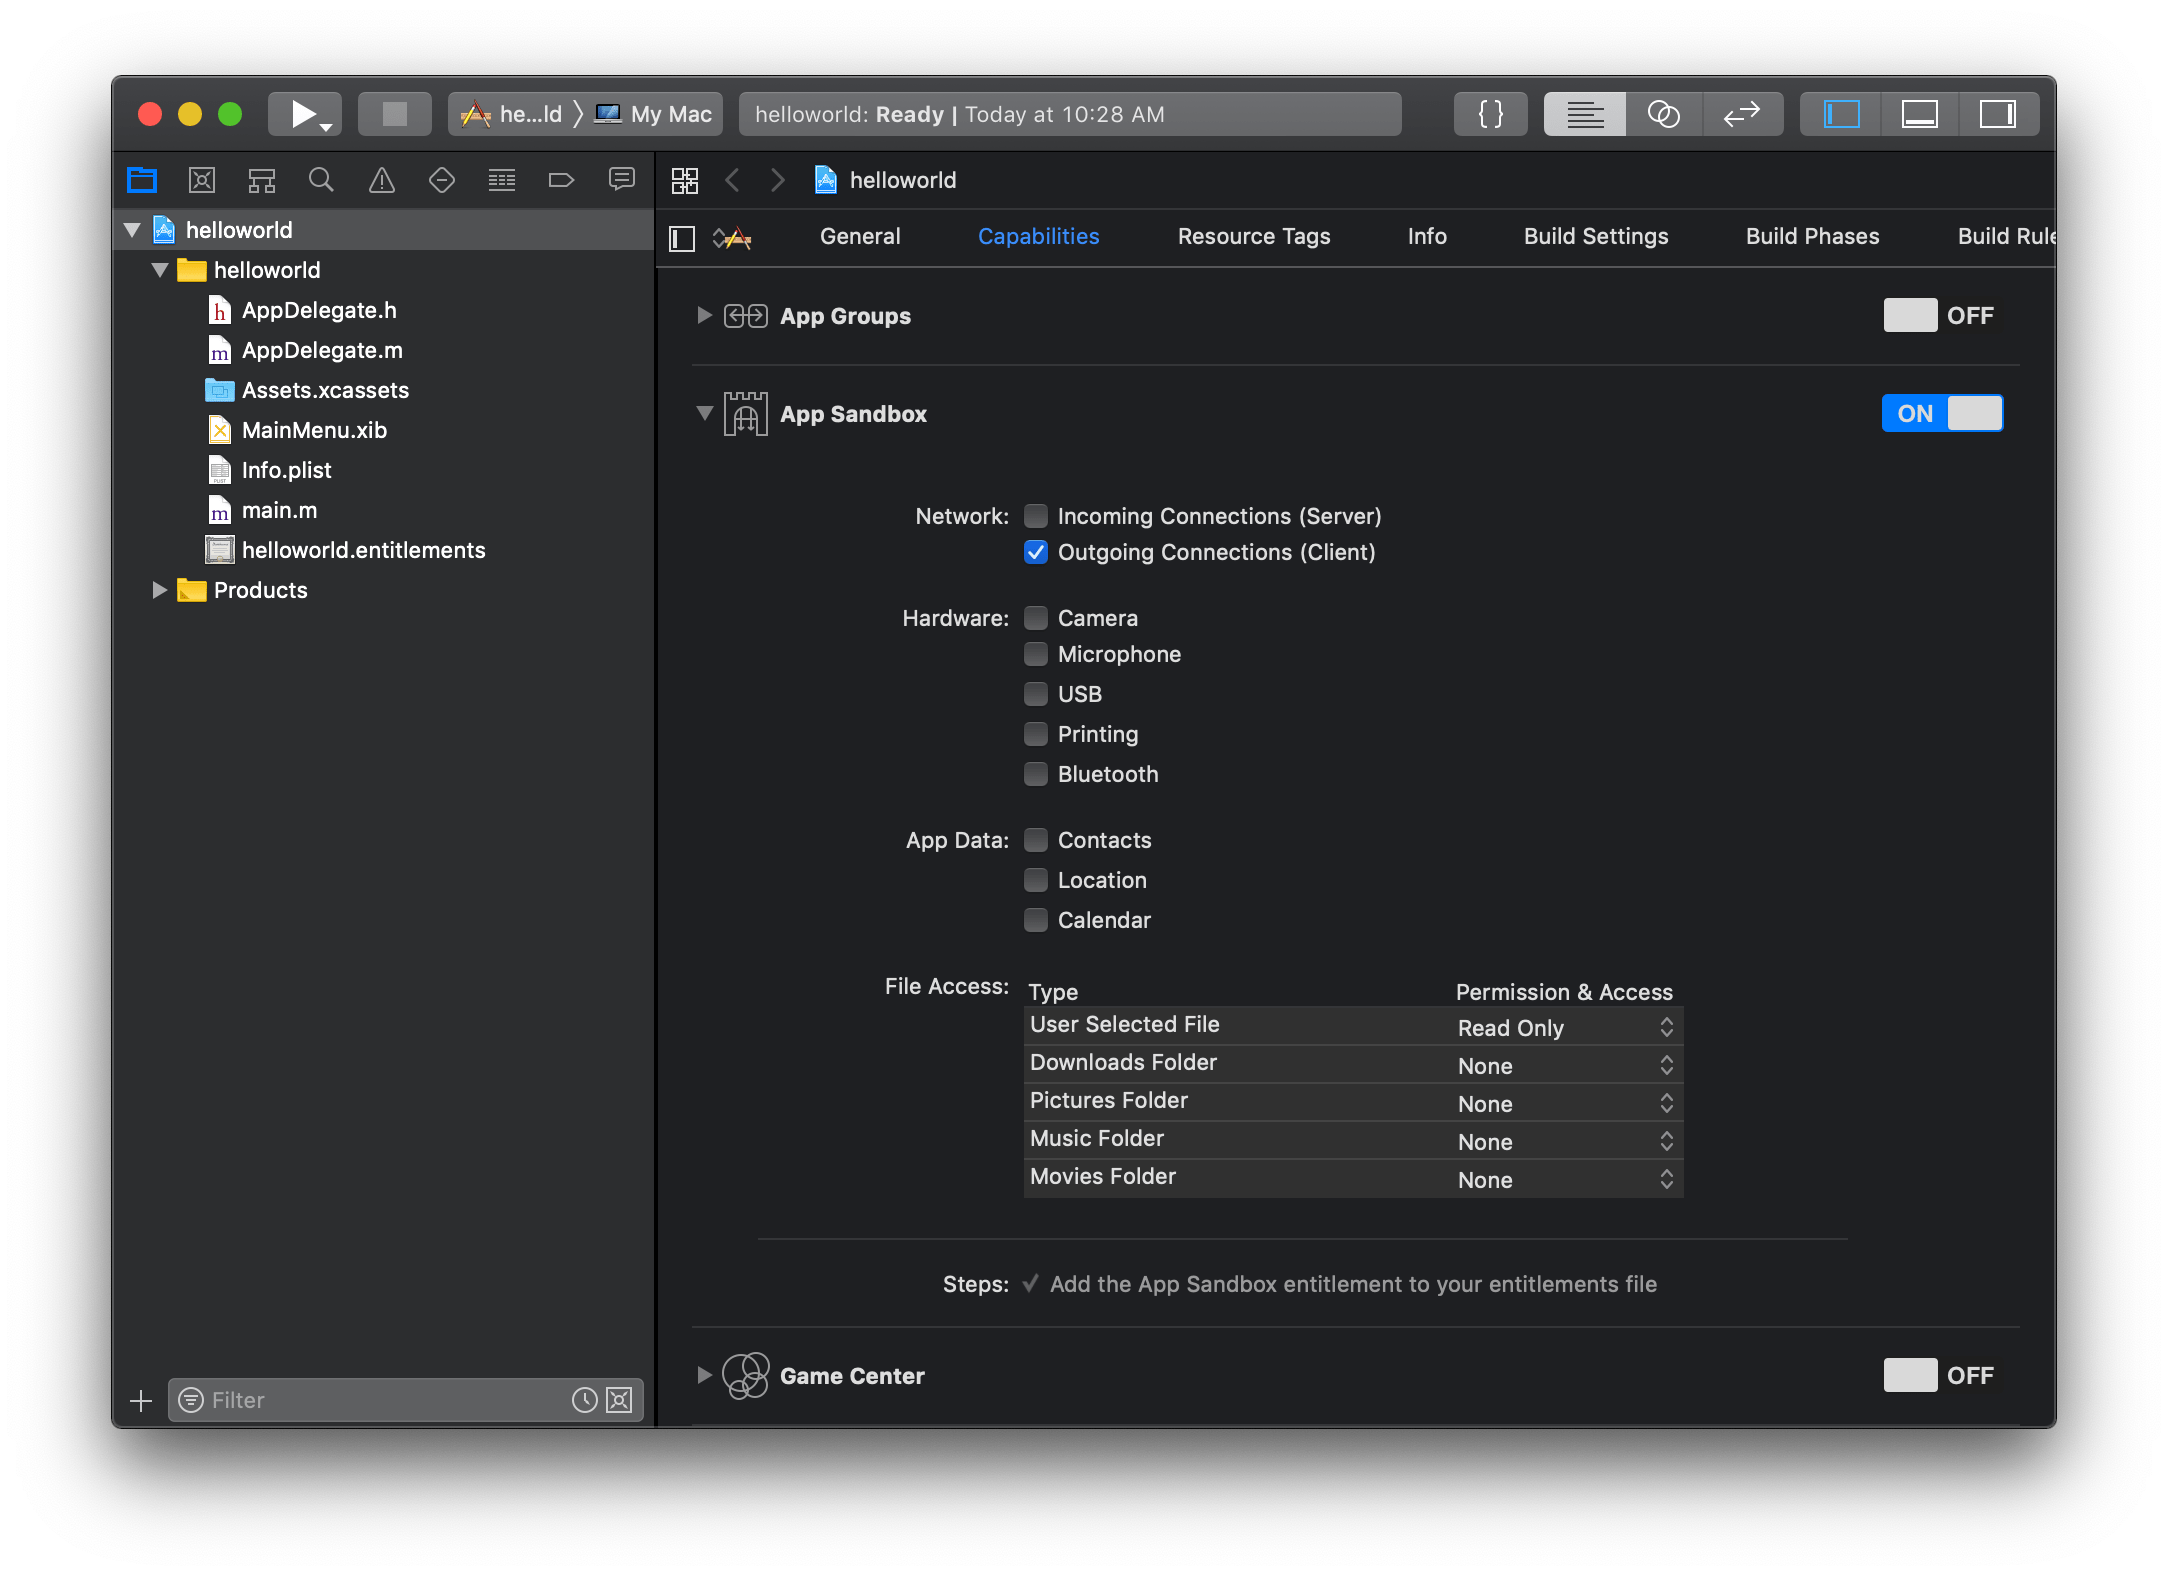 he...ld 〉 My Mac
helloworld: Ready | Today at 10:28 AM
{ }
helloworld
helloworld
AppDelegate.h
AppDelegate.m
Assets.xcassets
MainMenu.xib
Info.plist
main.m
helloworld.entitlements
Products
Filter
helloworld
General Capabilities Resource Tags Info Build Settings Build Phases Build Rule
App Groups OFF
App Sandbox ON
Network: Incoming Connections (Server)
Outgoing Connections (Client)
Hardware: Camera
Microphone
USB
Printing
Bluetooth
App Data: Contacts
Location
Calendar
File Access: Type Permission & Access
User Selected File Read Only
Downloads Folder None
Pictures Folder None
Music Folder None
Movies Folder None
Steps: ✓ Add the App Sandbox entitlement to your entitlements file
Game Center OFF